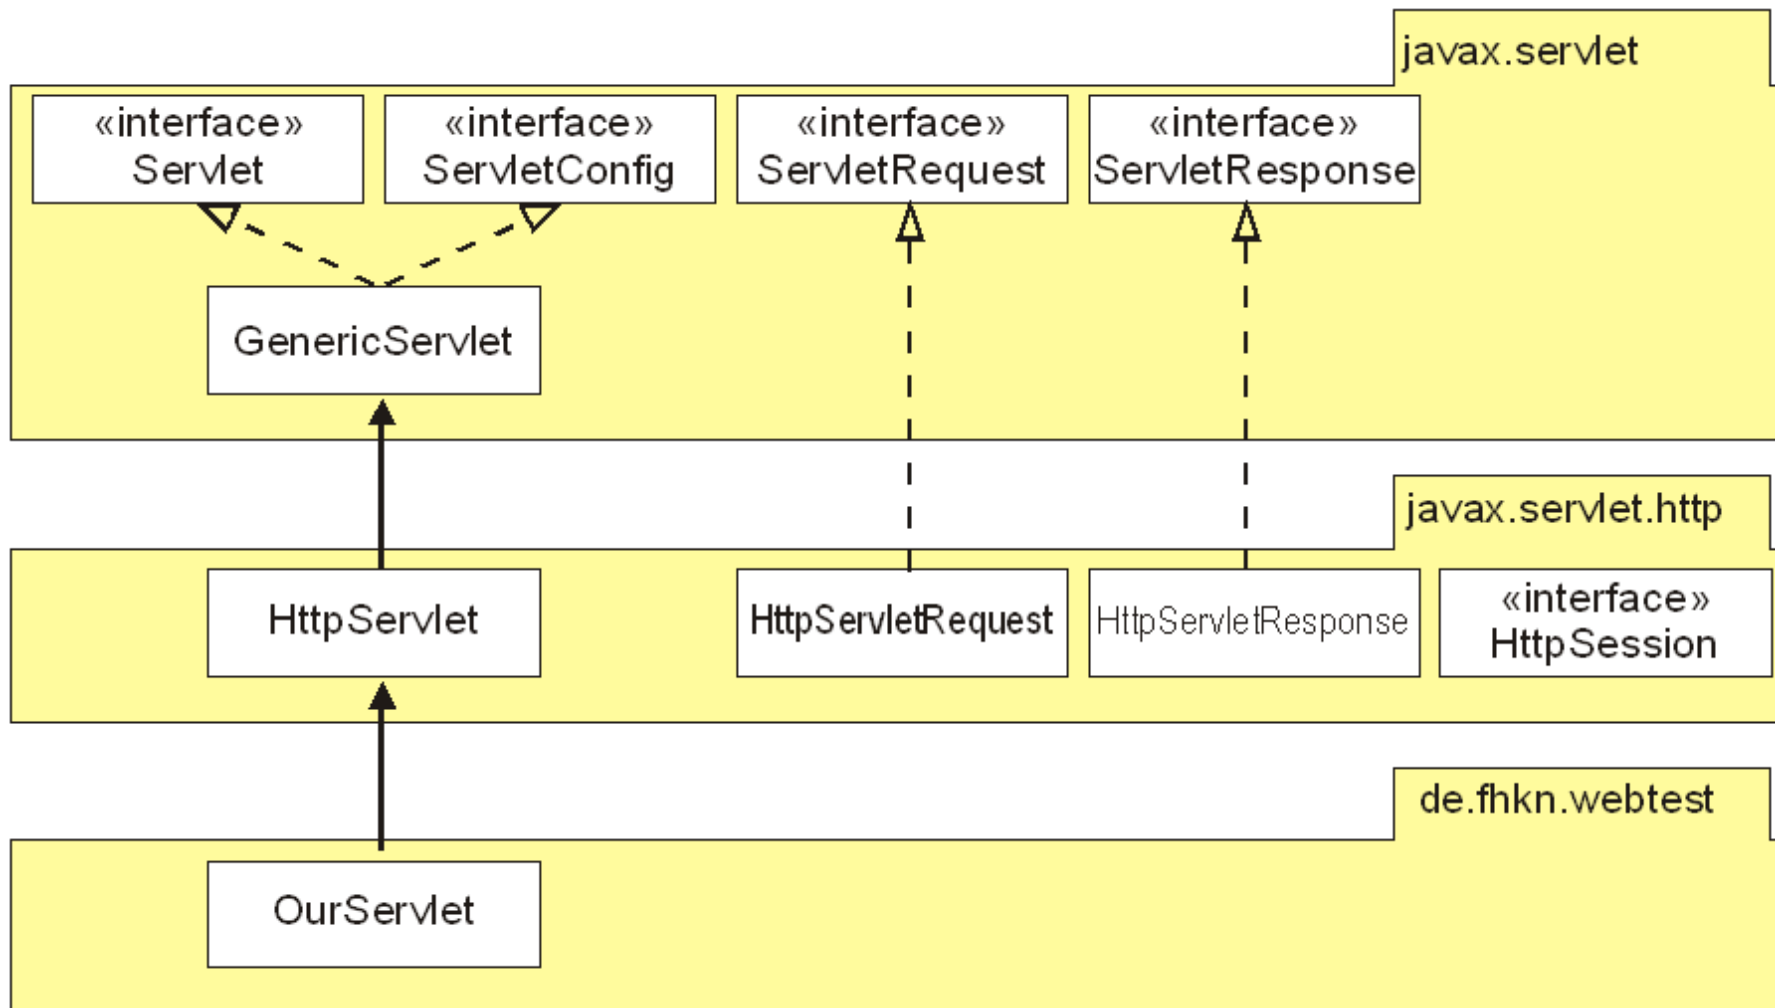 javax.servlet
«interface»
Servlet
«interface»
ServletConfig
«interface»
ServletRequest
«interface»
ServletResponse
GenericServlet
javax.servlet.http
HttpServlet
HttpServletRequest
HttpServletResponse
«interface»
HttpSession
de.fhkn.webtest
OurServlet